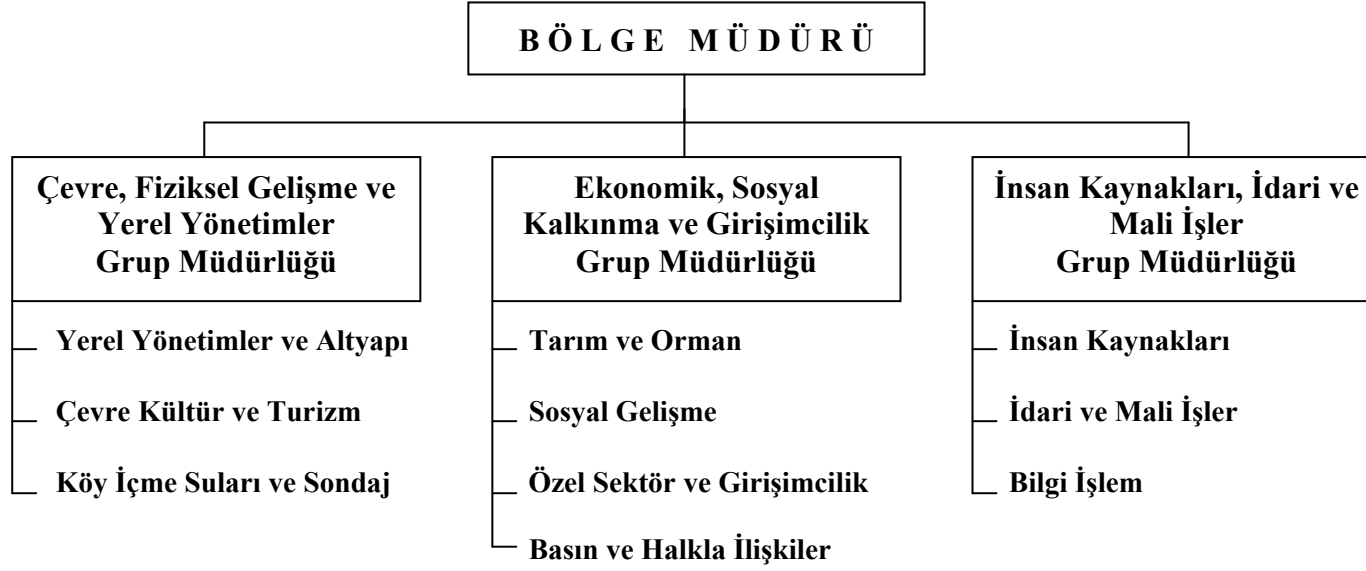 BÖLGE MÜDÜRÜ
Çevre, Fiziksel Gelişme ve
Yerel Yönetimler
Grup Müdürlüğü
Yerel Yönetimler ve Altyapı
Çevre Kültür ve Turizm
Köy İçme Suları ve Sondaj
Ekonomik, Sosyal
Kalkınma ve Girişimcilik
Grup Müdürlüğü
Tarım ve Orman
Sosyal Gelişme
Özel Sektör ve Girişimcilik
Basın ve Halkla İlişkiler
İnsan Kaynakları, İdari ve
Mali İşler
Grup Müdürlüğü
İnsan Kaynakları
İdari ve Mali İşler
Bilgi İşlem